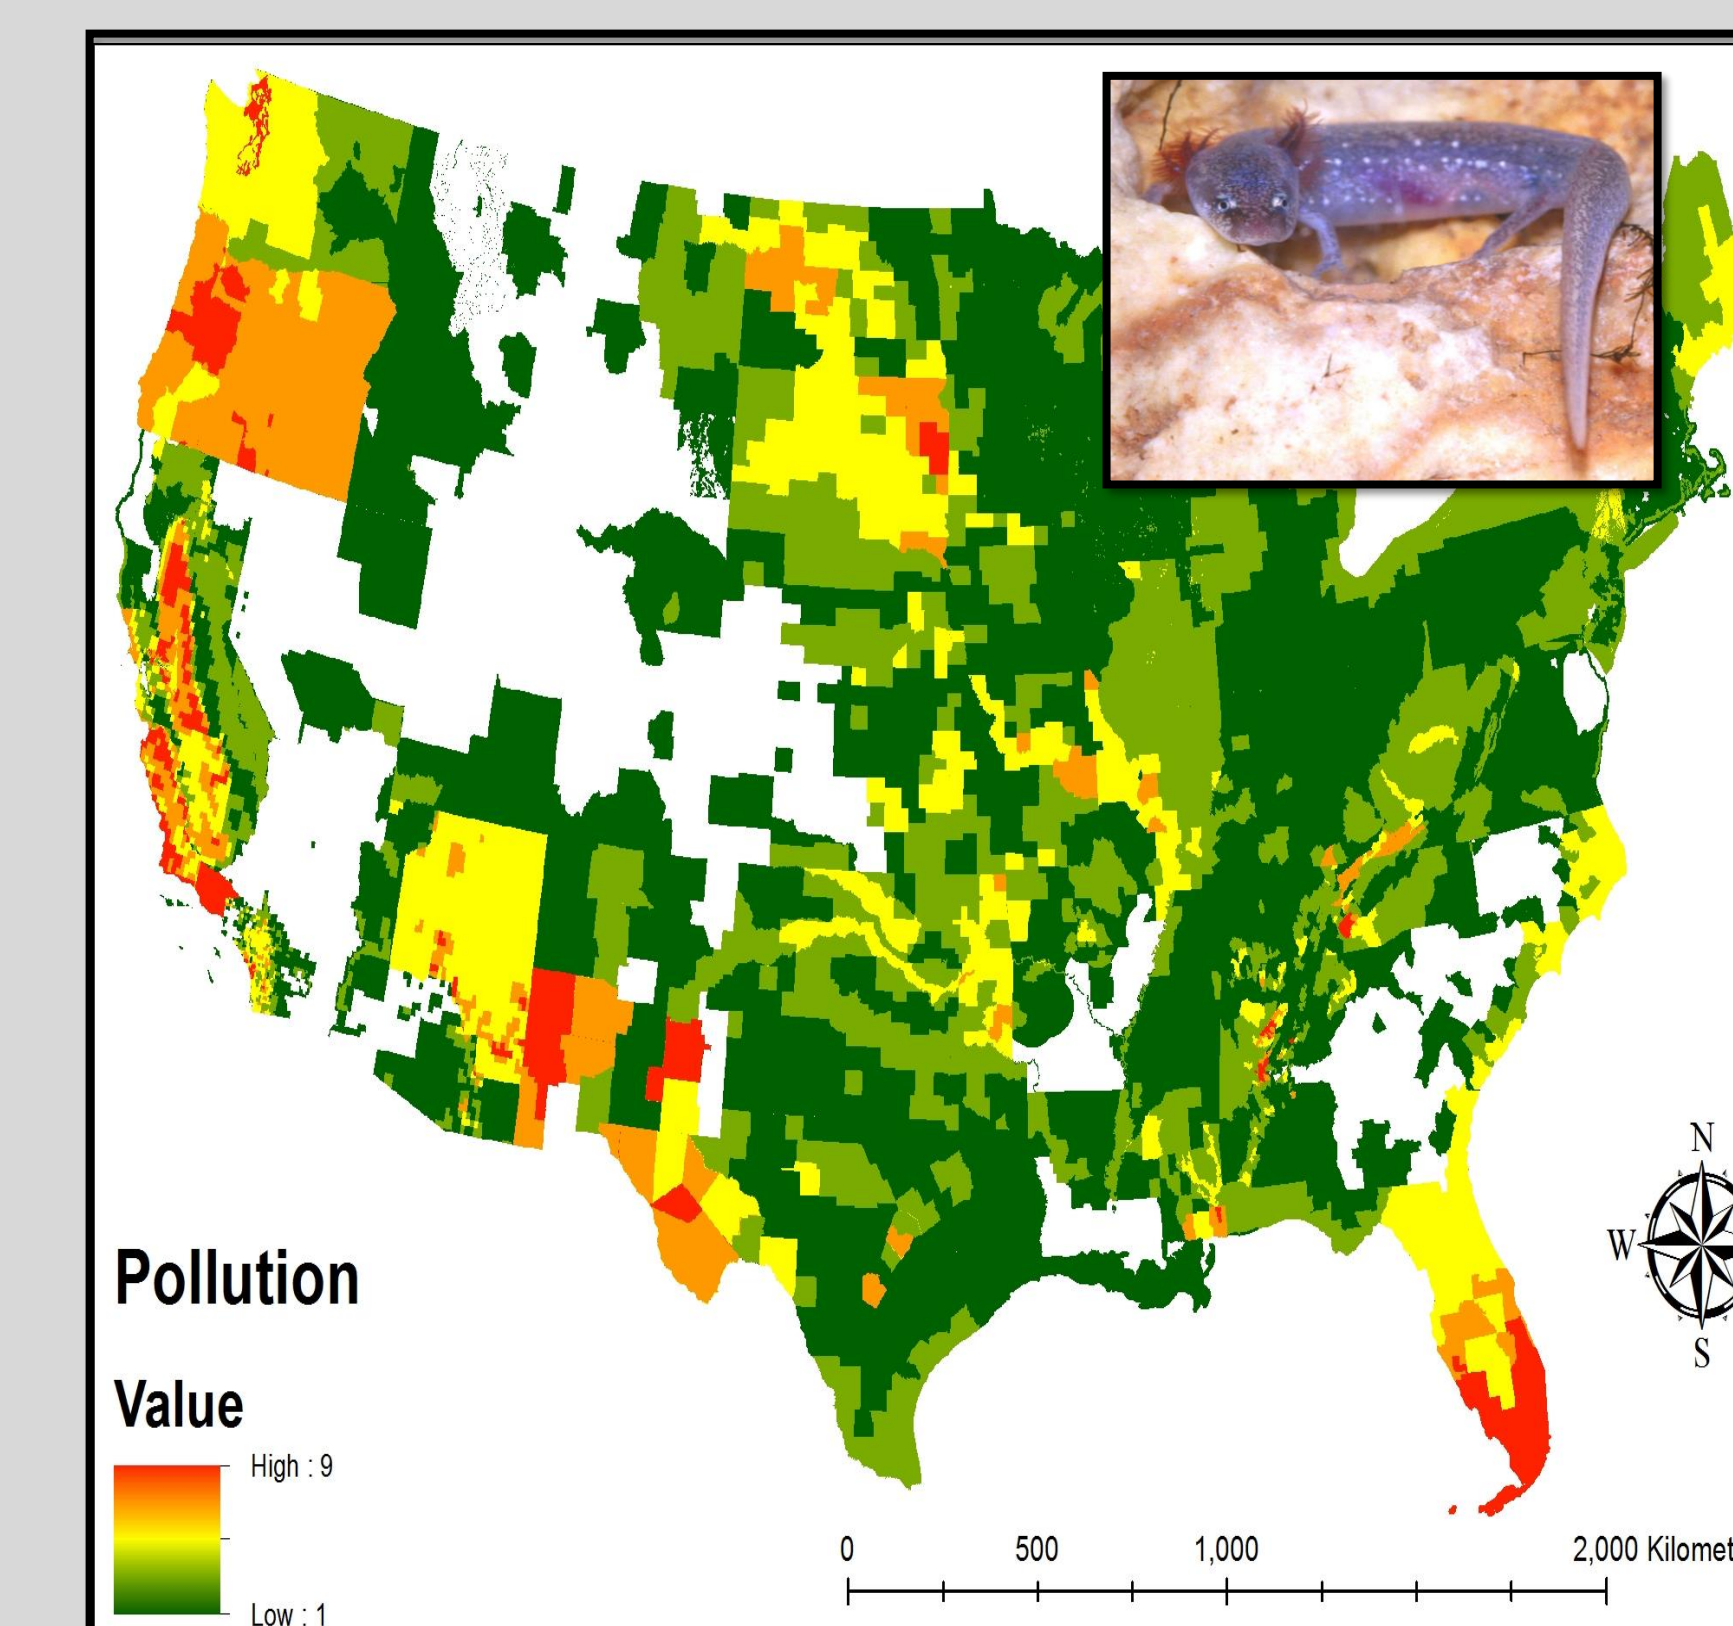 N
W
S
Pollution
Value
High : 9
Low : 1
0 500 1,000 2,000 Kilomet